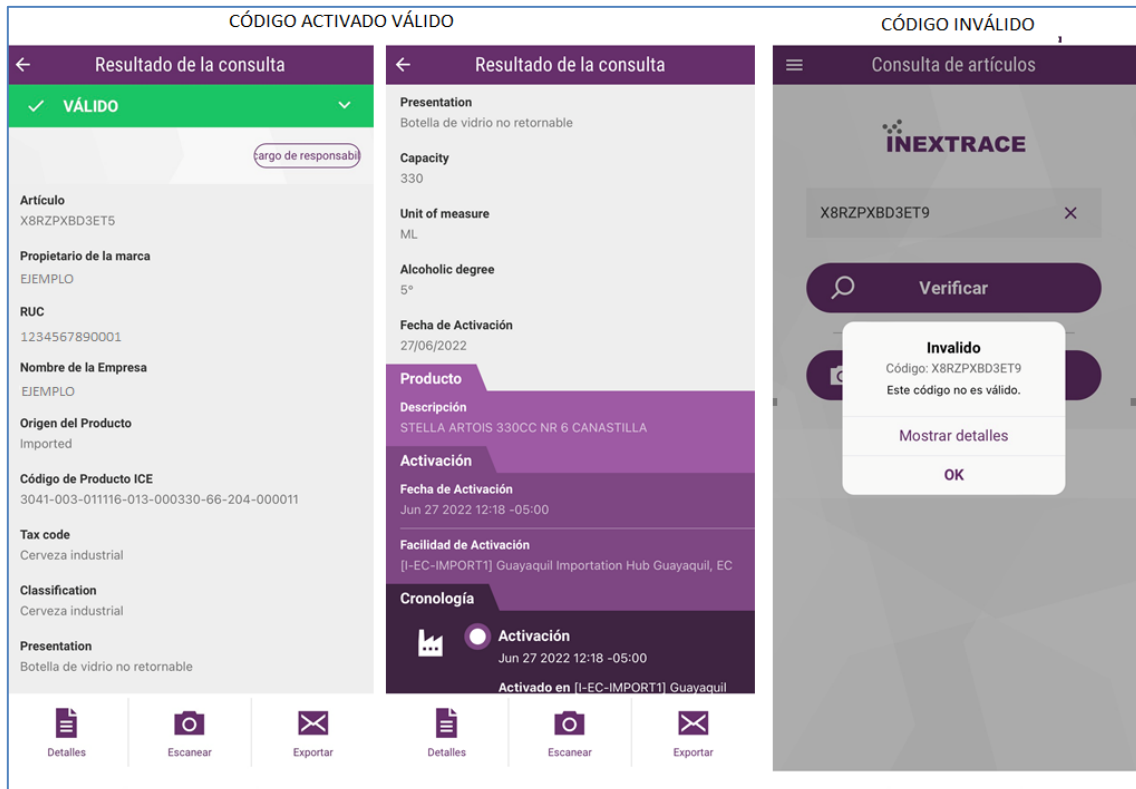 CÓDIGO ACTIVADO VÁLIDO
Resultado de la consulta
VÁLIDO
cargo de responsabil
Artículo
X8RZPXBD3ET5
Propietario de la marca
EJEMPLO
RUC
1234567890001
Nombre de la Empresa
EJEMPLO
Origen del Producto
Imported
Código de Producto ICE
3041-003-011116-013-000330-66-204-000011
Tax code
Cerveza industrial
Classification
Cerveza industrial
Presentation
Botella de vidrio no retornable
Detalles
Escanear
Exportar
Resultado de la consulta
Presentation
Botella de vidrio no retornable
Capacity
330
Unit of measure
ML
Alcoholic degree
5°
Fecha de Activación
27/06/2022
Producto
Descripción
STELLA ARTOIS 330CC NR 6 CANASTILLA
Activación
Fecha de Activación
Jun 27 2022 12:18 -05:00
Facilidad de Activación
[I-EC-IMPORT1] Guayaquil Importation Hub Guayaquil, EC
Cronología
Activación
Jun 27 2022 12:18 -05:00
Activado en [I-EC-IMPORT1] Guayaquil
Detalles
Escanear
Exportar
CÓDIGO INVÁLIDO
Consulta de artículos
INEXTRACE
X8RZPXBD3ET9
Verificar
Invalido
Código: X8RZPXBD3ET9
Este código no es válido.
Mostrar detalles
OK